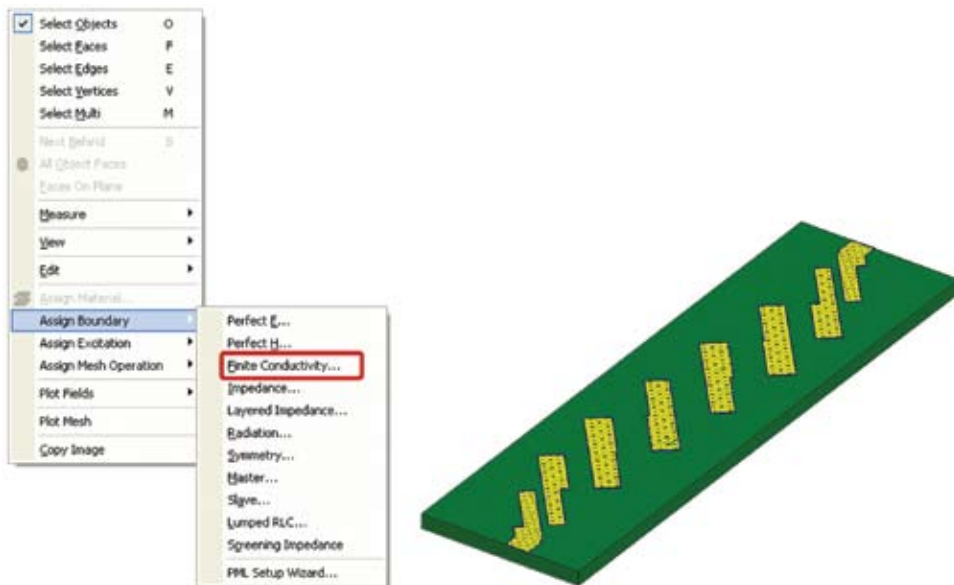 Select Objects O
Select Faces F
Select Edges E
Select Vertices V
Select Multi M
Next Behind B
All Object Faces
Faces On Plane
Measure
View
Edit
Assign Material...
Assign Boundary
Assign Excitation
Assign Mesh Operation
Plot Fields
Plot Mesh
Copy Image
Perfect E...
Perfect H...
Finite Conductivity...
Impedance...
Layered Impedance...
Radiation...
Symmetry...
Master...
Slave...
Lumped RLC...
Screening Impedance
PML Setup Wizard...